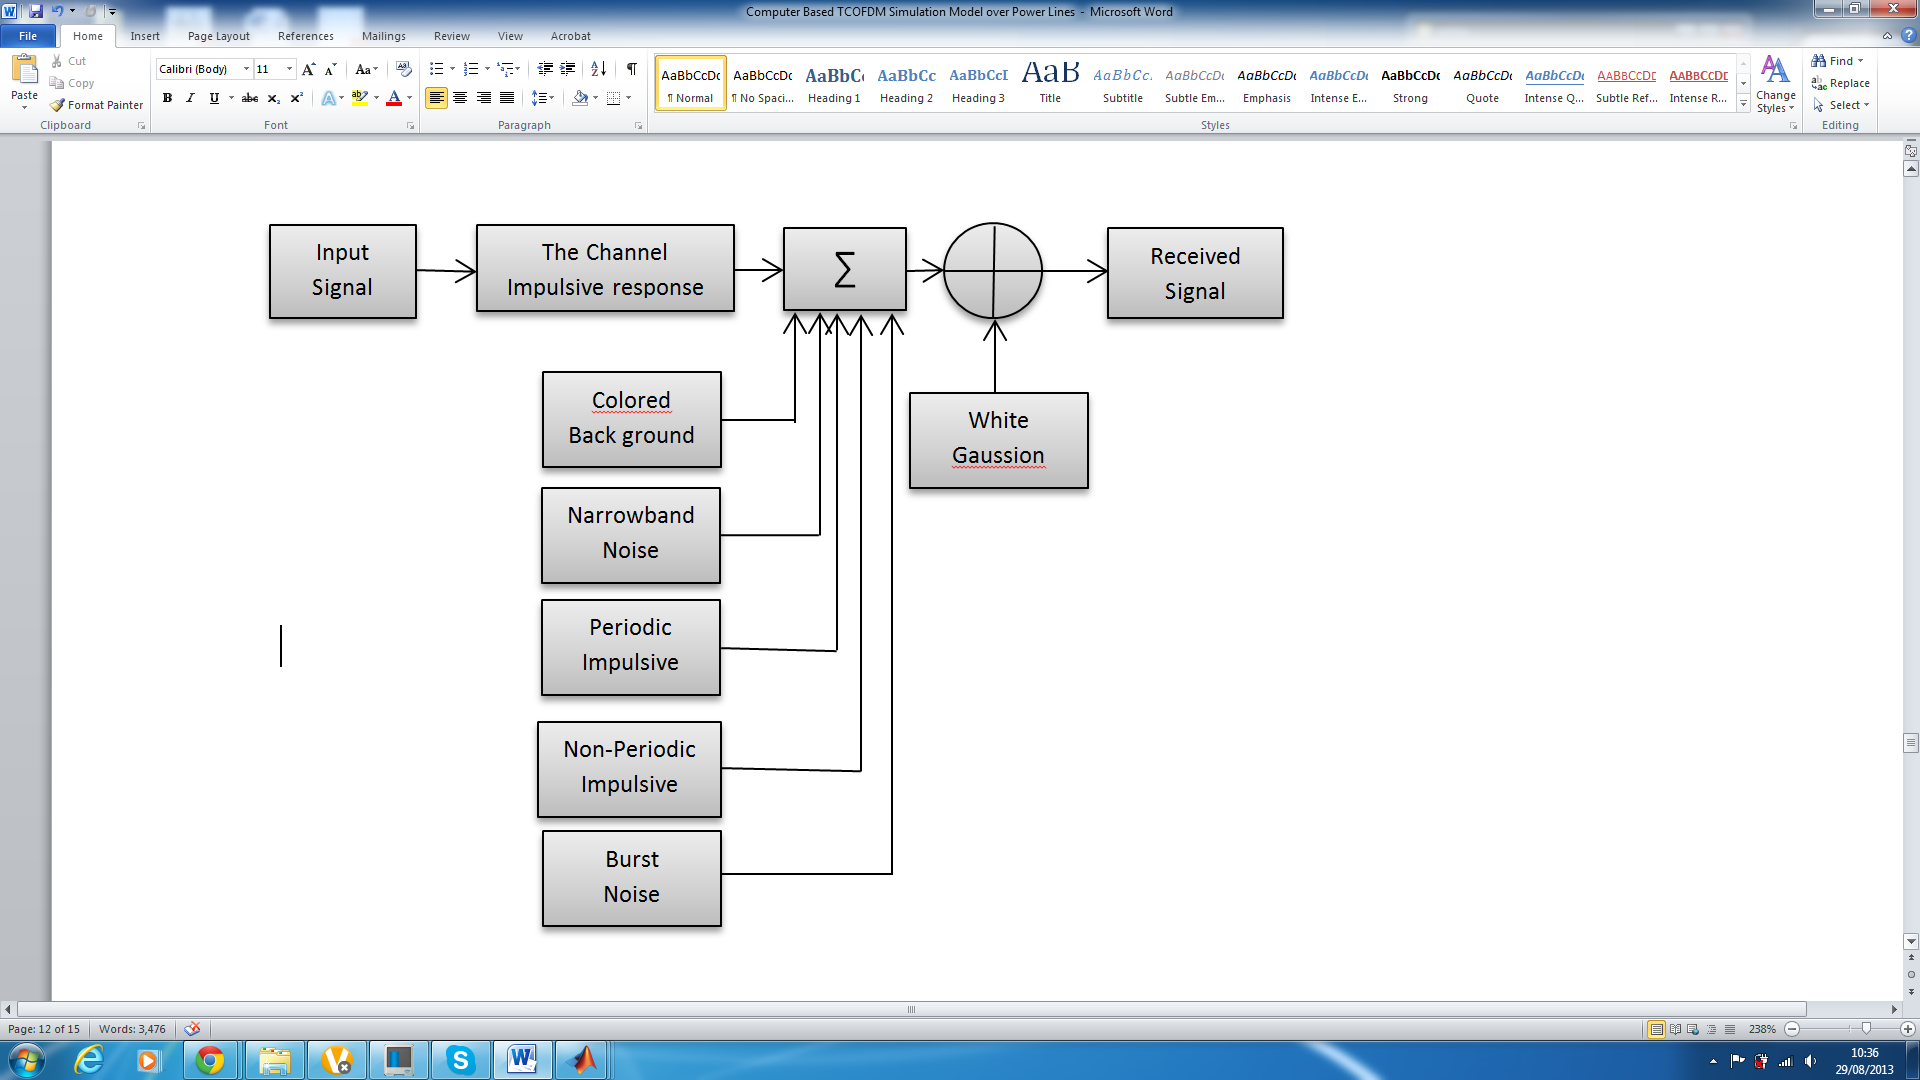 Computer Based TCOFDM Simulation Model over Power Lines - Microsoft Word
File Home Insert Page Layout References Mailings Review View Acrobat
Paste
Cut
Copy
Format Painter
Clipboard
Calibri (Body) 11
Font
Paragraph
AaBbCcDc AaBbCcDc AaBbC AaBbCc AaBbCcI AaB AaBbCc. AaBbCcDc AaBbCcDc AaBbCcDc AaBbCcDc AaBbCcDc AaBbCcDc AABBCCDE AABBCCDE
¶ Normal ¶ No Spaci... Heading 1 Heading 2 Heading 3 Title Subtitle Subtle Em... Emphasis Intense E... Strong Quote Intense Q... Subtle Ref... Intense R...
Styles
Change
Styles
Find
Replace
Select
Editing
Input
Signal
The Channel
Impulsive response
∑
Received
Signal
Colored
Back ground
White
Gaussion
Narrowband
Noise
Periodic
Impulsive
Non-Periodic
Impulsive
Burst
Noise
Page: 12 of 15 Words: 3,476
238%
10:36
29/08/2013